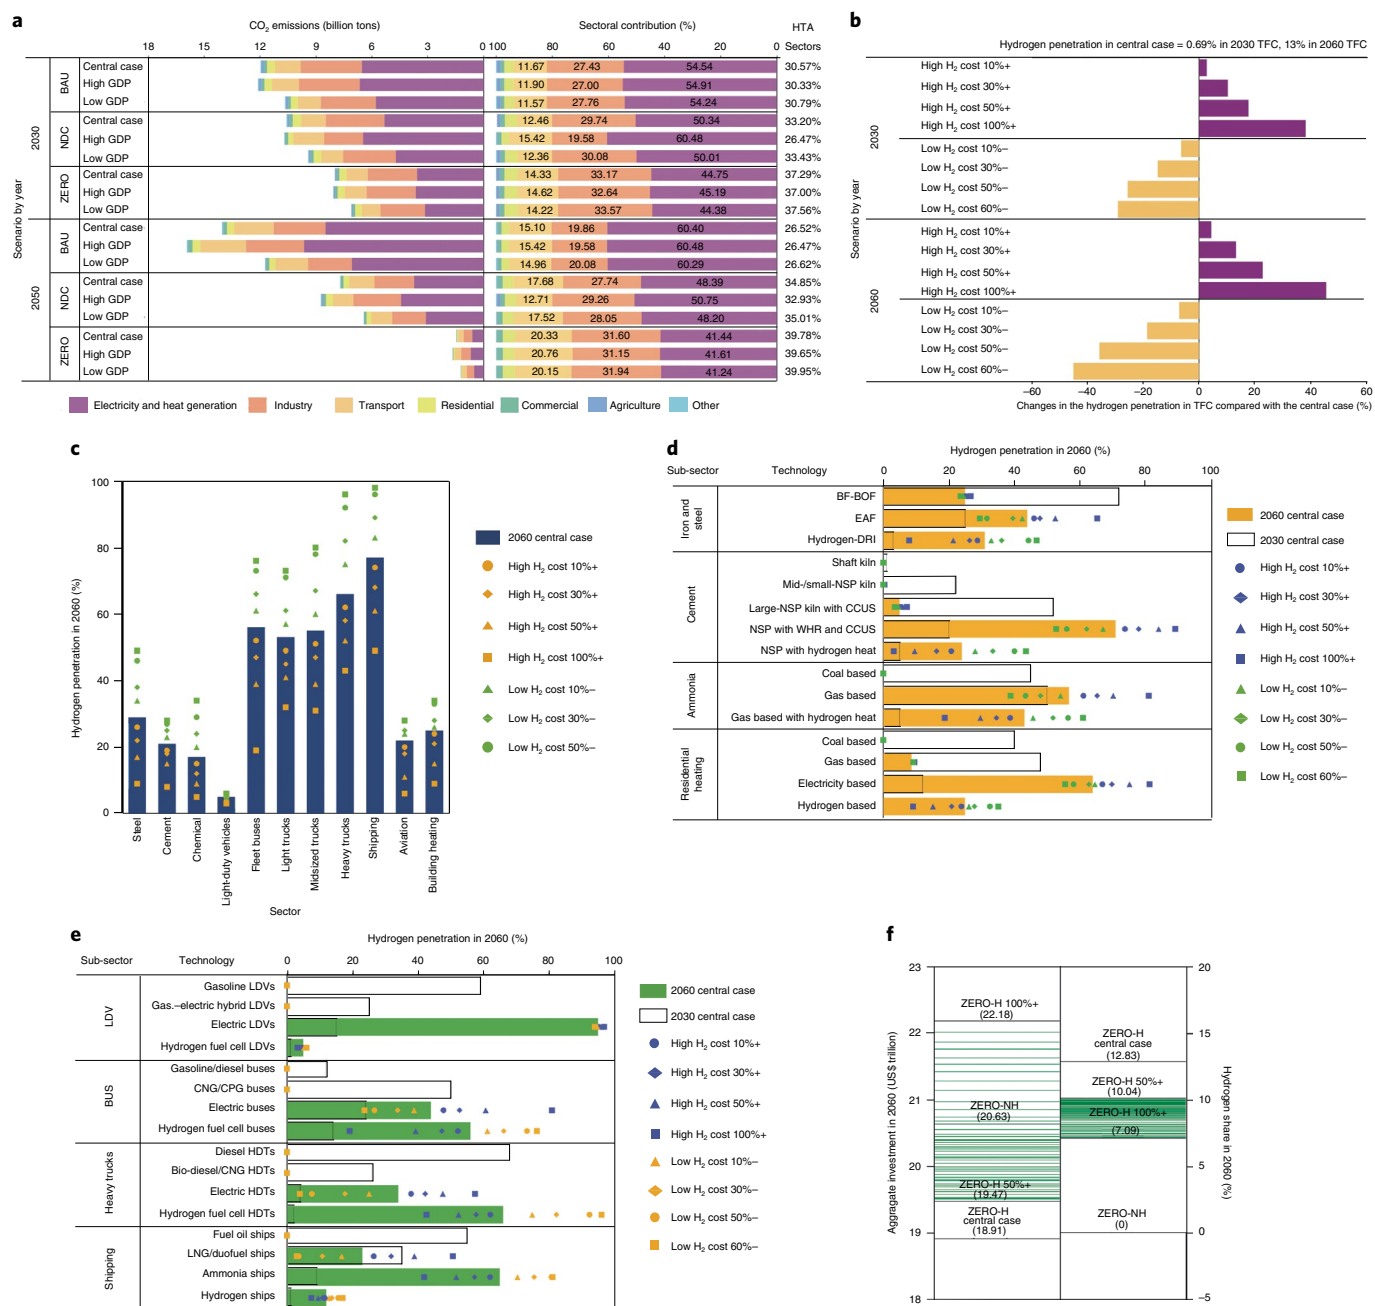 a
CO2 emissions (billion tons)
Sectoral contribution (%)
HTA
18 15 12 9 6 3 0 100 80 60 40 20 0 Sectors
Scenario by year
2030
BAU
Central case 11.67 27.43 54.54 30.57%
High GDP 11.90 27.00 54.91 30.33%
Low GDP 11.57 27.76 54.24 30.79%
NDC
Central case 12.46 29.74 50.34 33.20%
High GDP 15.42 19.58 60.48 26.47%
Low GDP 12.36 30.08 50.01 33.43%
ZERO
Central case 14.33 33.17 44.75 37.29%
High GDP 14.62 32.64 45.19 37.00%
Low GDP 14.22 33.57 44.38 37.56%
2050
BAU
Central case 15.10 19.86 60.40 26.52%
High GDP 15.42 19.58 60.48 26.47%
Low GDP 14.96 20.08 60.29 26.62%
NDC
Central case 17.68 27.74 48.39 34.85%
High GDP 12.71 29.26 50.75 32.93%
Low GDP 17.52 28.05 48.20 35.01%
ZERO
Central case 20.33 31.60 41.44 39.78%
High GDP 20.76 31.15 41.61 39.65%
Low GDP 20.15 31.94 41.24 39.95%
Electricity and heat generation Industry Transport Residential Commercial Agriculture Other
b
Hydrogen penetration in central case = 0.69% in 2030 TFC, 13% in 2060 TFC
Scenario by year
2030
High H2 cost 10%+
High H2 cost 30%+
High H2 cost 50%+
High H2 cost 100%+
Low H2 cost 10%–
Low H2 cost 30%–
Low H2 cost 50%–
Low H2 cost 60%–
2060
High H2 cost 10%+
High H2 cost 30%+
High H2 cost 50%+
High H2 cost 100%+
Low H2 cost 10%–
Low H2 cost 30%–
Low H2 cost 50%–
Low H2 cost 60%–
–60 –40 –20 0 20 40 60
Changes in the hydrogen penetration in TFC compared with the central case (%)
c
Hydrogen penetration in 2060 (%)
100
80
60
40
20
0
Steel
Cement
Chemical
Light-duty vehicles
Fleet buses
Light trucks
Midsized trucks
Heavy trucks
Shipping
Aviation
Building heating
Sector
2060 central case
High H2 cost 10%+
High H2 cost 30%+
High H2 cost 50%+
High H2 cost 100%+
Low H2 cost 10%–
Low H2 cost 30%–
Low H2 cost 50%–
d
Hydrogen penetration in 2060 (%)
Sub-sector Technology 0 20 40 60 80 100
Iron and steel
BF-BOF
EAF
Hydrogen-DRI
Cement
Shaft kiln
Mid-/small-NSP kiln
Large-NSP kiln with CCUS
NSP with WHR and CCUS
NSP with hydrogen heat
Ammonia
Coal based
Gas based
Gas based with hydrogen heat
Residential heating
Coal based
Gas based
Electricity based
Hydrogen based
2060 central case
2030 central case
High H2 cost 10%+
High H2 cost 30%+
High H2 cost 50%+
High H2 cost 100%+
Low H2 cost 10%–
Low H2 cost 30%–
Low H2 cost 50%–
Low H2 cost 60%–
e
Hydrogen penetration in 2060 (%)
Sub-sector Technology 0 20 40 60 80 100
LDV
Gasoline LDVs
Gas.–electric hybrid LDVs
Electric LDVs
Hydrogen fuel cell LDVs
BUS
Gasoline/diesel buses
CNG/CPG buses
Electric buses
Hydrogen fuel cell buses
Heavy trucks
Diesel HDTs
Bio-diesel/CNG HDTs
Electric HDTs
Hydrogen fuel cell HDTs
Shipping
Fuel oil ships
LNG/duofuel ships
Ammonia ships
Hydrogen ships
2060 central case
2030 central case
High H2 cost 10%+
High H2 cost 30%+
High H2 cost 50%+
High H2 cost 100%+
Low H2 cost 10%–
Low H2 cost 30%–
Low H2 cost 50%–
Low H2 cost 60%–
f
Aggragate investment in 2060 (US$ trillion)
23
22
21
20
19
18
ZERO-H 100%+
(22.18)
ZERO-NH
(20.63)
ZERO-H 50%+
(19.47)
ZERO-H
central case
(18.91)
ZERO-H
central case
(12.83)
ZERO-H 50%+
(10.04)
ZERO-H 100%+
(7.09)
ZERO-NH
(0)
20
15
10
5
0
–5
Hydrogen share in 2060 (%)